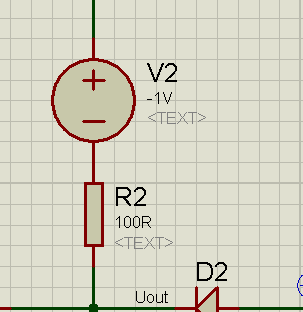 V2
-1V
<TEXT>
R2
100R
<TEXT>
D2
Uout